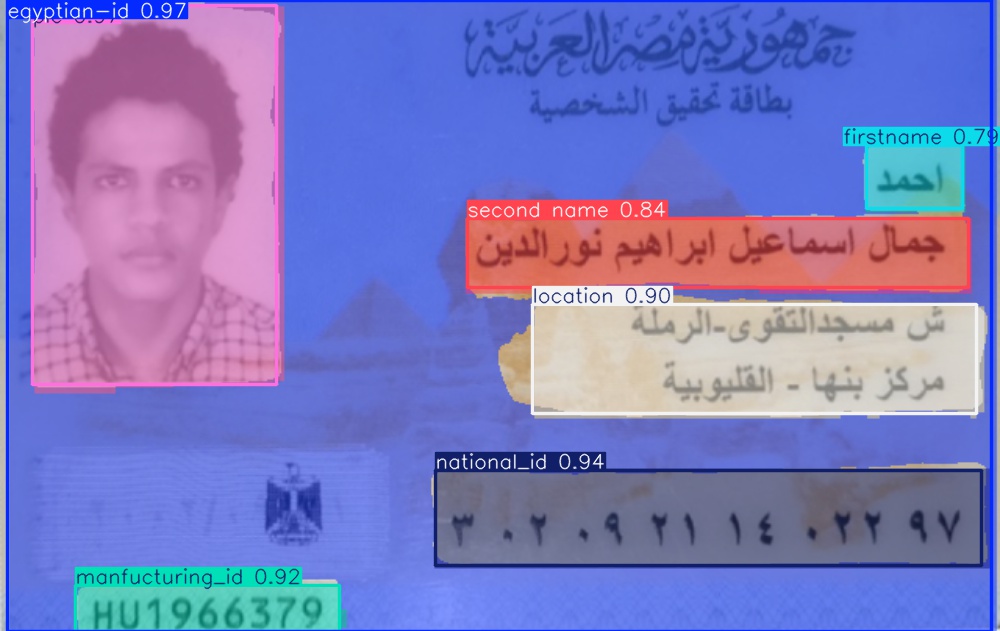 egyptian-id 0.97
جمهورية مصر العربية
بطاقة تحقيق الشخصية
firstname 0.79
احمد
second name 0.84
جمال اسماعيل ابراهيم نورالدين
location 0.90
ش مسجدالتقوى-الرملة
مركز بنها - القليوبية
national_id 0.94
٣ ٠٢ ٠٩ ٢١ ١٤ ٠٢٢ ٩٧
manfucturing_id 0.92
HU1966379